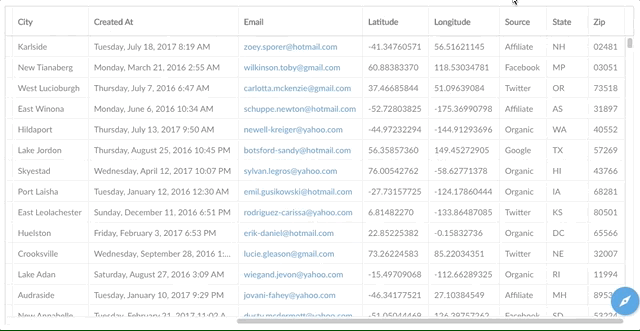 City Created At Email Latitude Longitude Source State Zip
Karlside Tuesday, July 18, 2017 8:19 AM zoey.sporer@hotmail.com -41.34760571 56.51621145 Affiliate NH 02481
New Tianaberg Monday, March 21, 2016 2:55 AM wilkinson.toby@gmail.com 60.88383370 118.53034781 Facebook MP 03051
West Lucioburgh Thursday, July 7, 2016 6:47 AM carlotta.mckenzie@gmail.com 37.46685844 51.09639084 Twitter OR 73518
East Winona Monday, June 6, 2016 10:34 AM schuppe.newton@hotmail.com -52.72803825 -175.36990798 Affiliate AS 31897
Hildaport Thursday, July 13, 2017 9:50 AM newell-kreiger@yahoo.com -44.97232294 -144.91293696 Organic WA 40552
Lake Jordon Thursday, August 25, 2016 10:45 PM botsford-sandy@hotmail.com 56.35857360 149.45272905 Google TX 57269
Skyestad Wednesday, April 12, 2017 10:07 PM sylvan.legros@yahoo.com 76.00542762 -58.62771378 Organic HI 43766
Port Laisha Tuesday, January 12, 2016 12:30 AM emil.gusikowski@hotmail.com -27.73157725 -124.17860444 Organic IA 68281
East Leolachester Sunday, December 11, 2016 6:51 PM rodriguez-carissa@yahoo.com 6.81482270 -133.86487085 Twitter KS 80501
Huelston Friday, February 3, 2017 6:53 PM erik-daniel@hotmail.com 22.85225382 -0.15832736 Organic DC 65566
Crooksville Wednesday, September 28, 2016 1:... lucie.gleason@gmail.com 73.26224583 85.22034351 Twitter NE 32007
Lake Adan Saturday, August 27, 2016 3:09 AM wiegand.jevon@yahoo.com -15.49709068 -112.66289325 Organic RI 11994
Audraside Tuesday, January 10, 2017 9:29 PM jovani-fahey@yahoo.com -46.34177521 27.10384549 Affiliate MH
New Annabelle Tuesday, February 21, 2017 11:02 A... dusty.mcdermott@yahoo.com Facebook SD